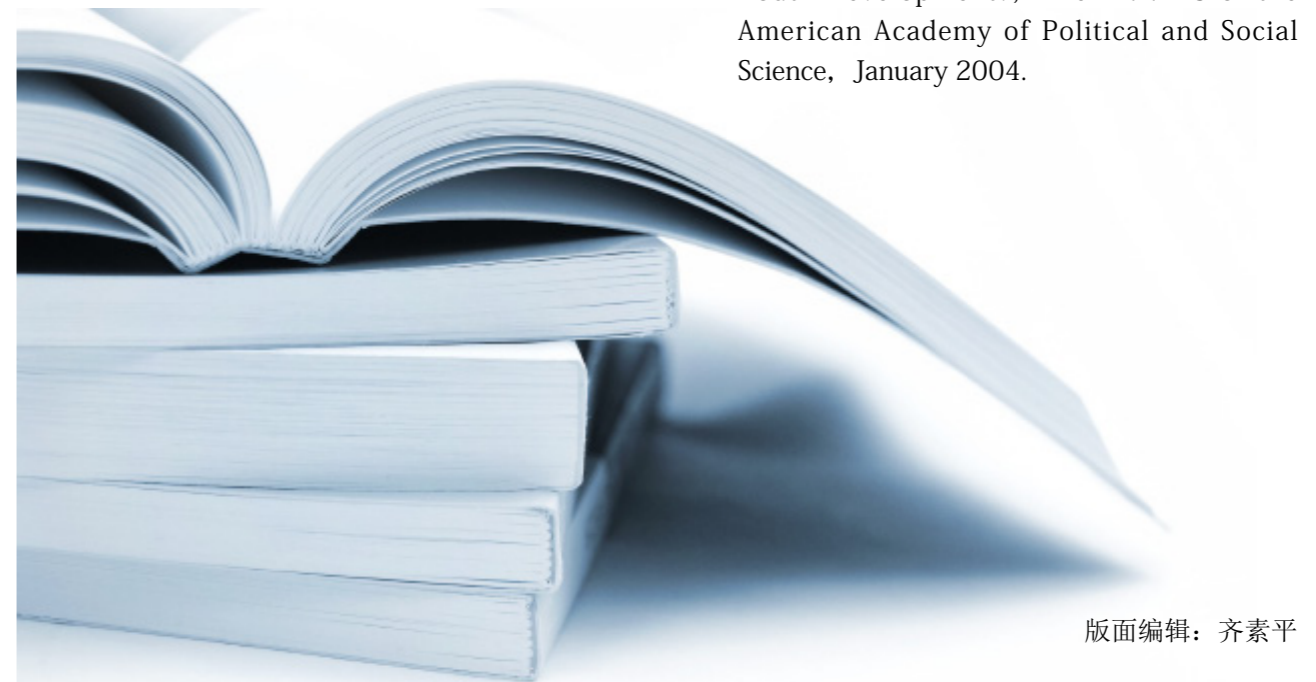 American Academy of Political and Social
Science，January 2004.
版面编辑：齐素平